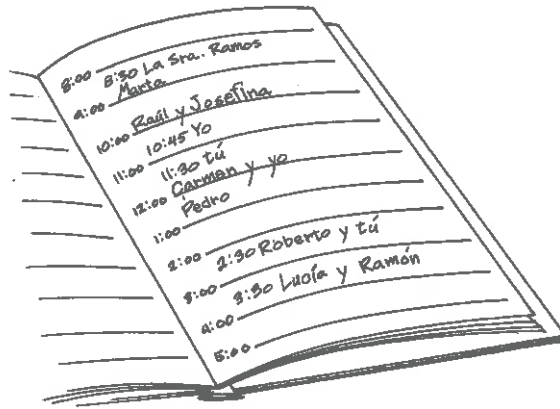 8:00
8:30 La Sra. Ramos
9:00 Marta
10:00 Raúl y Josefina
10:45 Yo
11:00
11:30 tú
12:00 Carmen y yo
Pedro
1:00
2:00
2:30 Roberto y tú
3:00
3:30 Lucía y Ramón
4:00
5:00